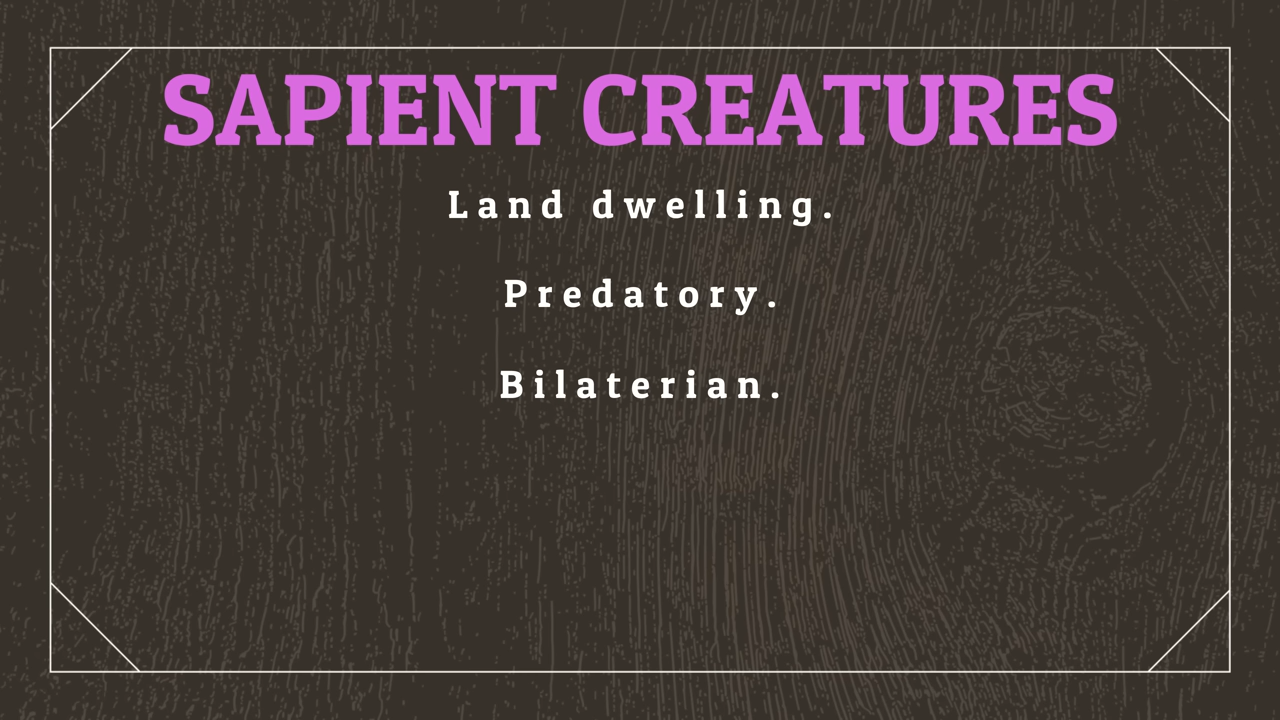 SAPIENT CREATURES
Land dwelling.
Predatory.
Bilaterian.